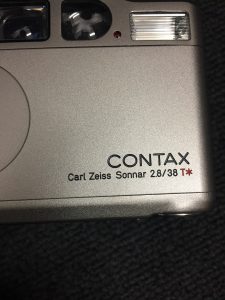 CONTAX
Carl Zeiss Sonnar 2.8/38 T*